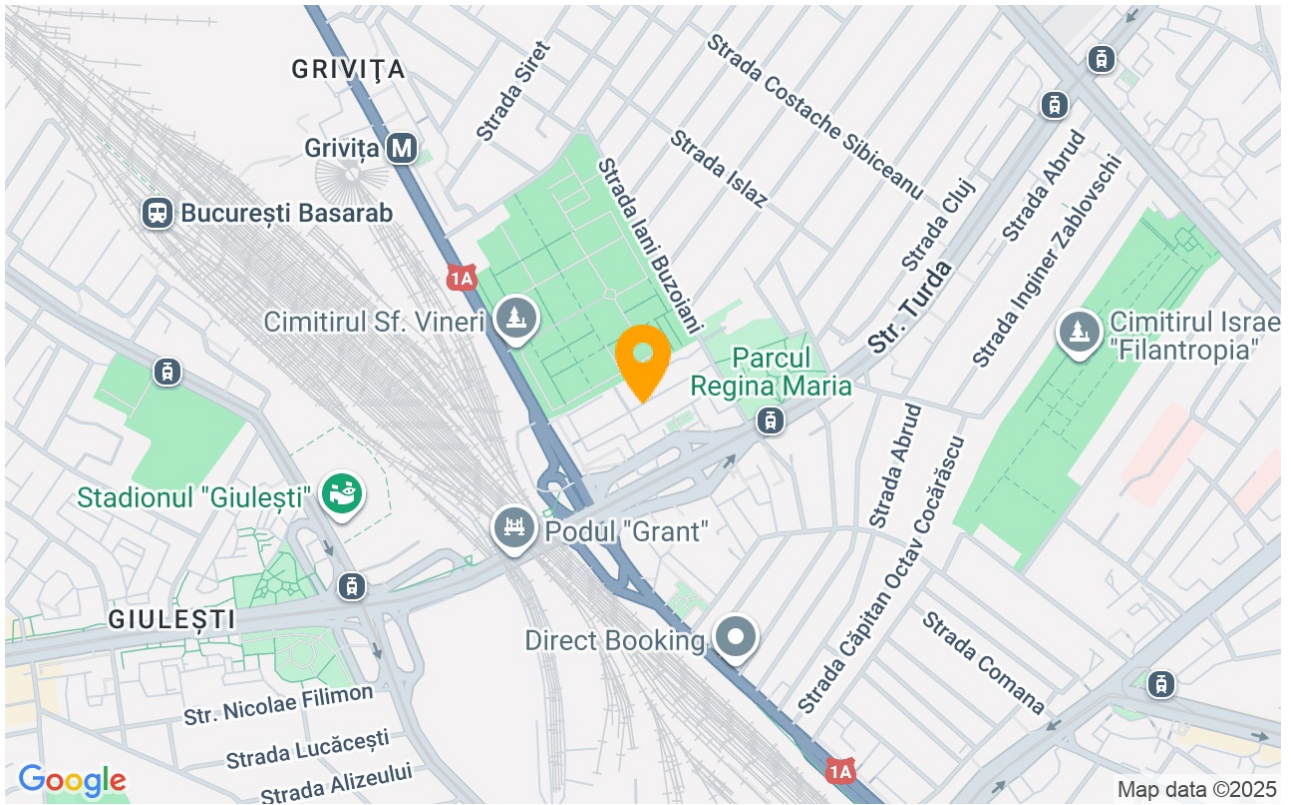 GRIVIȚA
Strada Siret
Strada Costache Sibiceanu
Grivița
M
Strada Islaz
Strada Iani Buzoiani
Strada Abrud
Strada Inginer Zablovschi
București Basarab
Strada Cluj
1A
Str. Turda
Cimitirul Sf. Vineri
Cimitirul Israe
"Filantropia"
Parcul
Regina Maria
Strada Abrud
Stadionul "Giulești"
Podul "Grant"
Strada Căpitan Octav Cocărăscu
GIULEȘTI
Direct Booking
Strada Comana
Str. Nicolae Filimon
Strada Lucăcești
Strada Alizeului
1A
Google
Map data ©2025